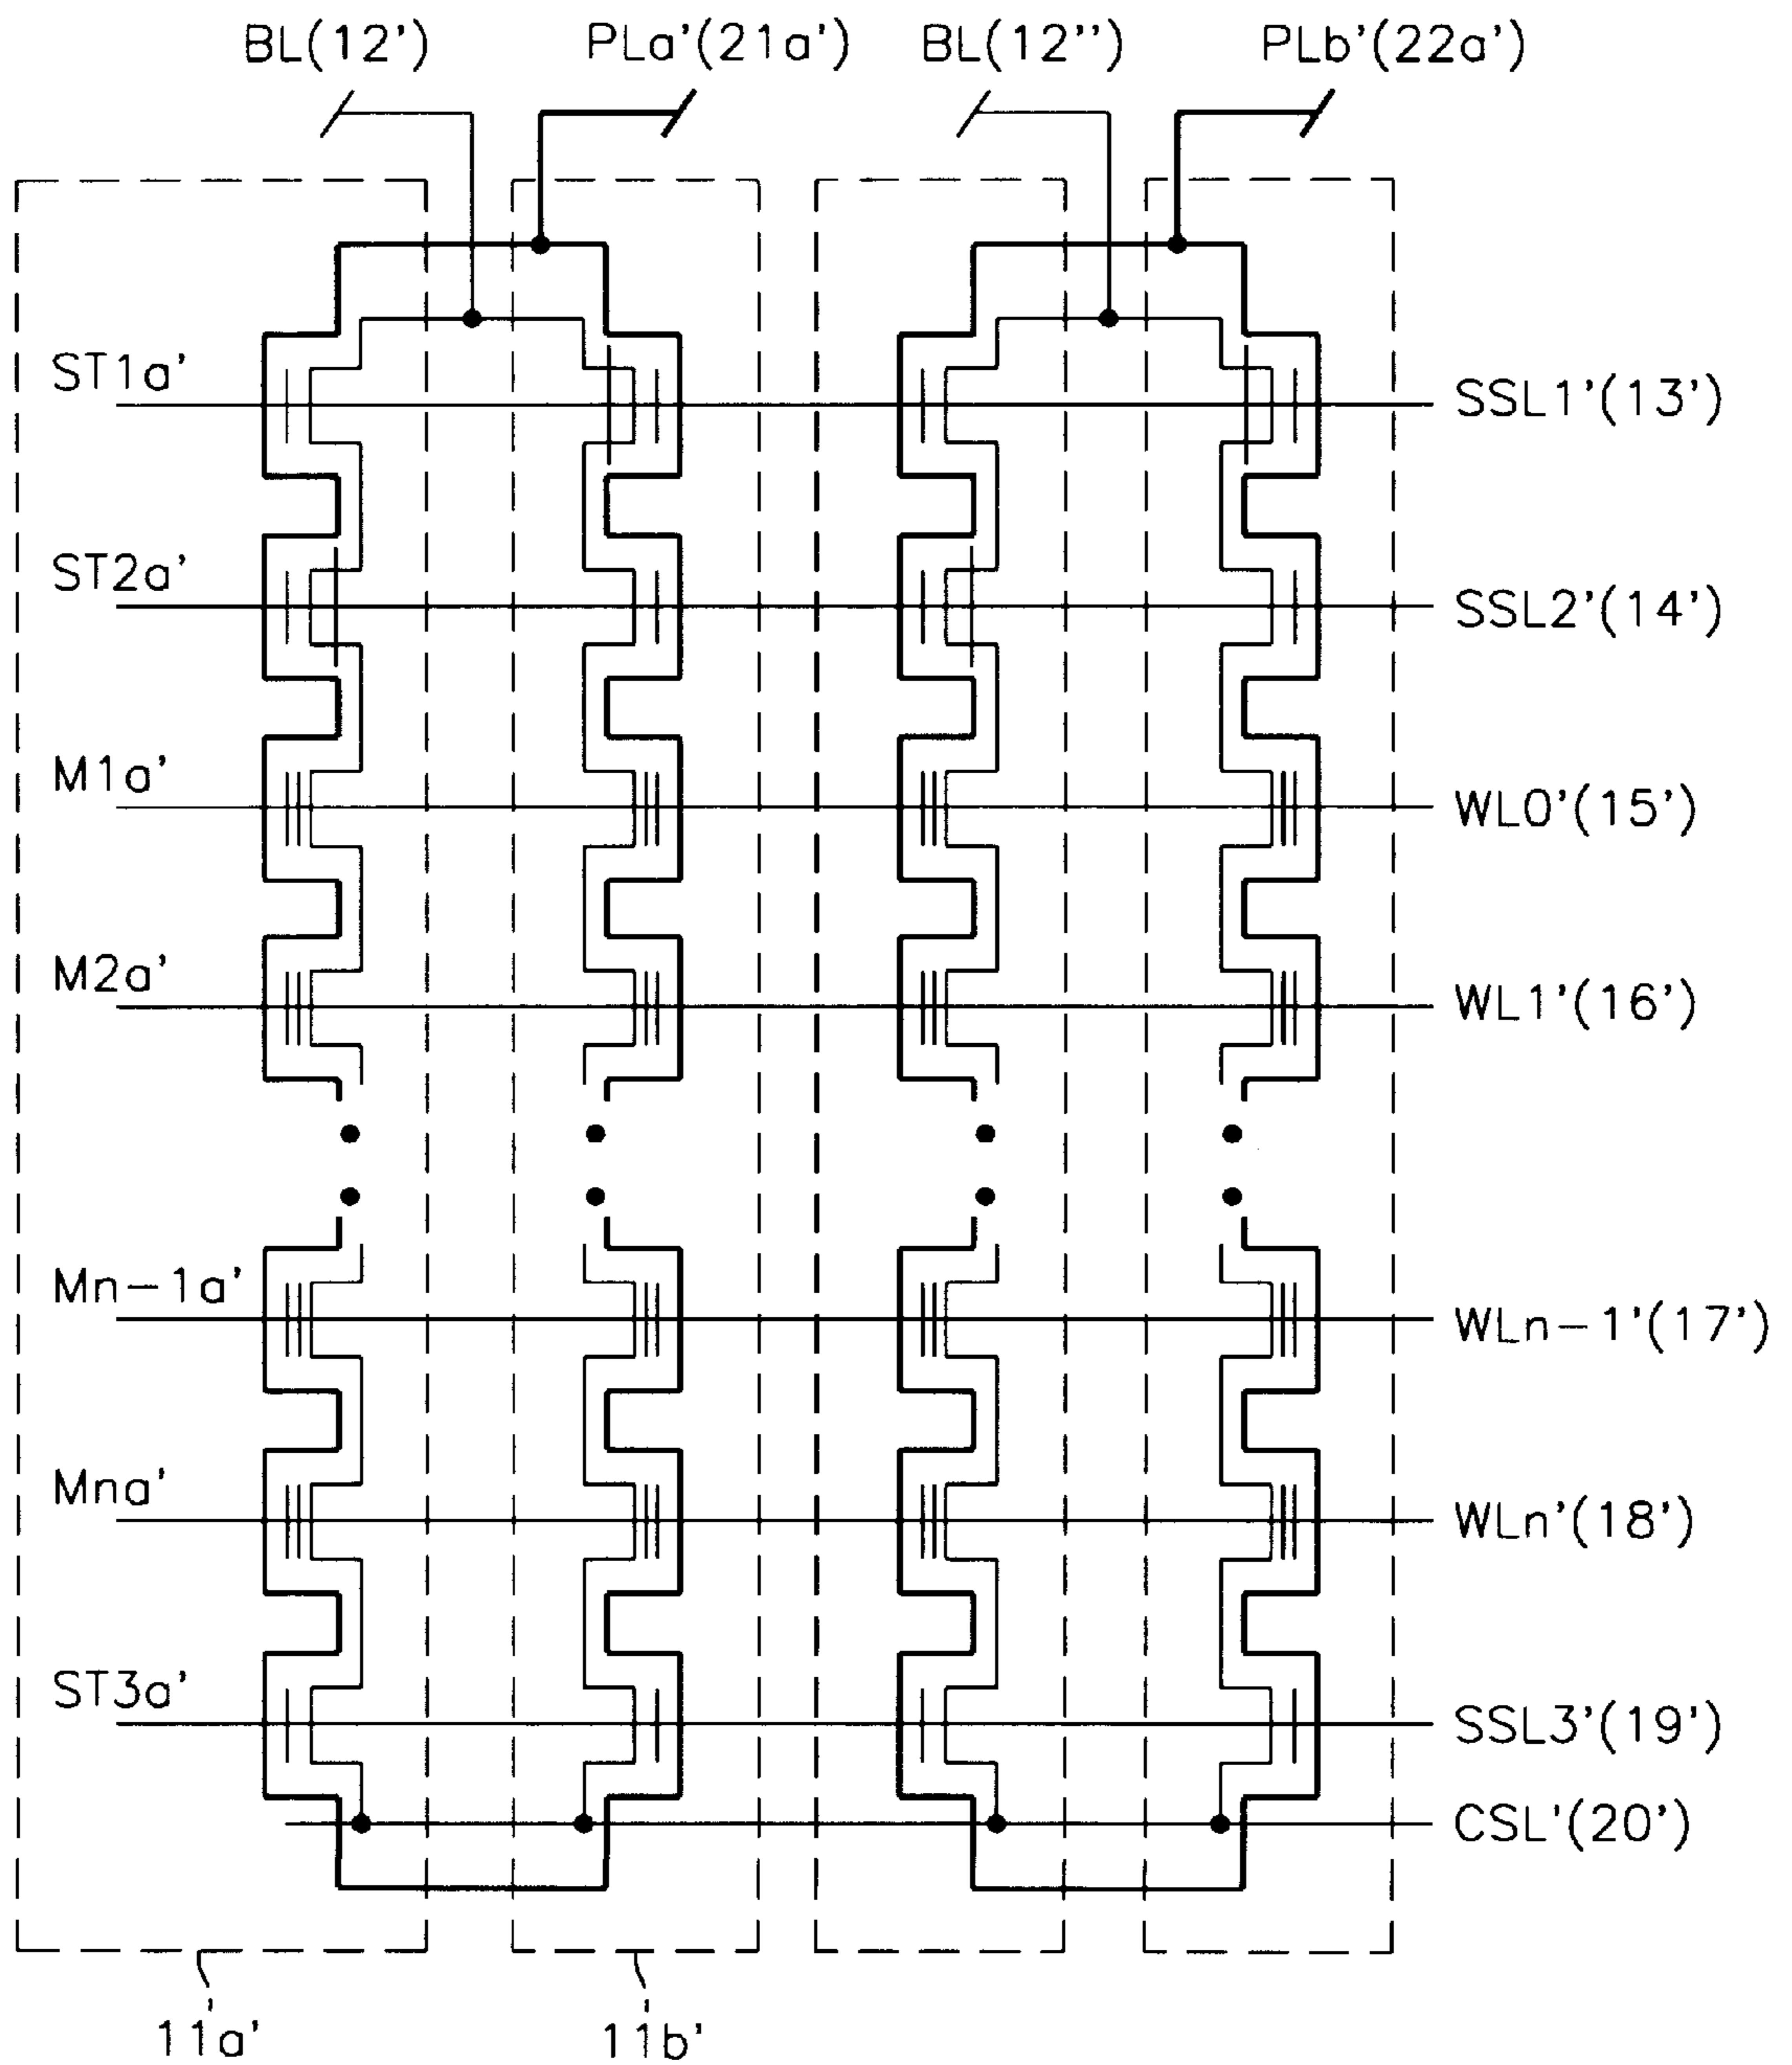 BL(12') PLa'(21a') BL(12'') PLb'(22a')
ST1a' SSL1'(13')
ST2a' SSL2'(14')
M1a' WL0'(15')
M2a' WL1'(16')
Mn-1a' WLn-1'(17')
Mna' WLn'(18')
ST3a' SSL3'(19')
CSL'(20')
11a' 11b'